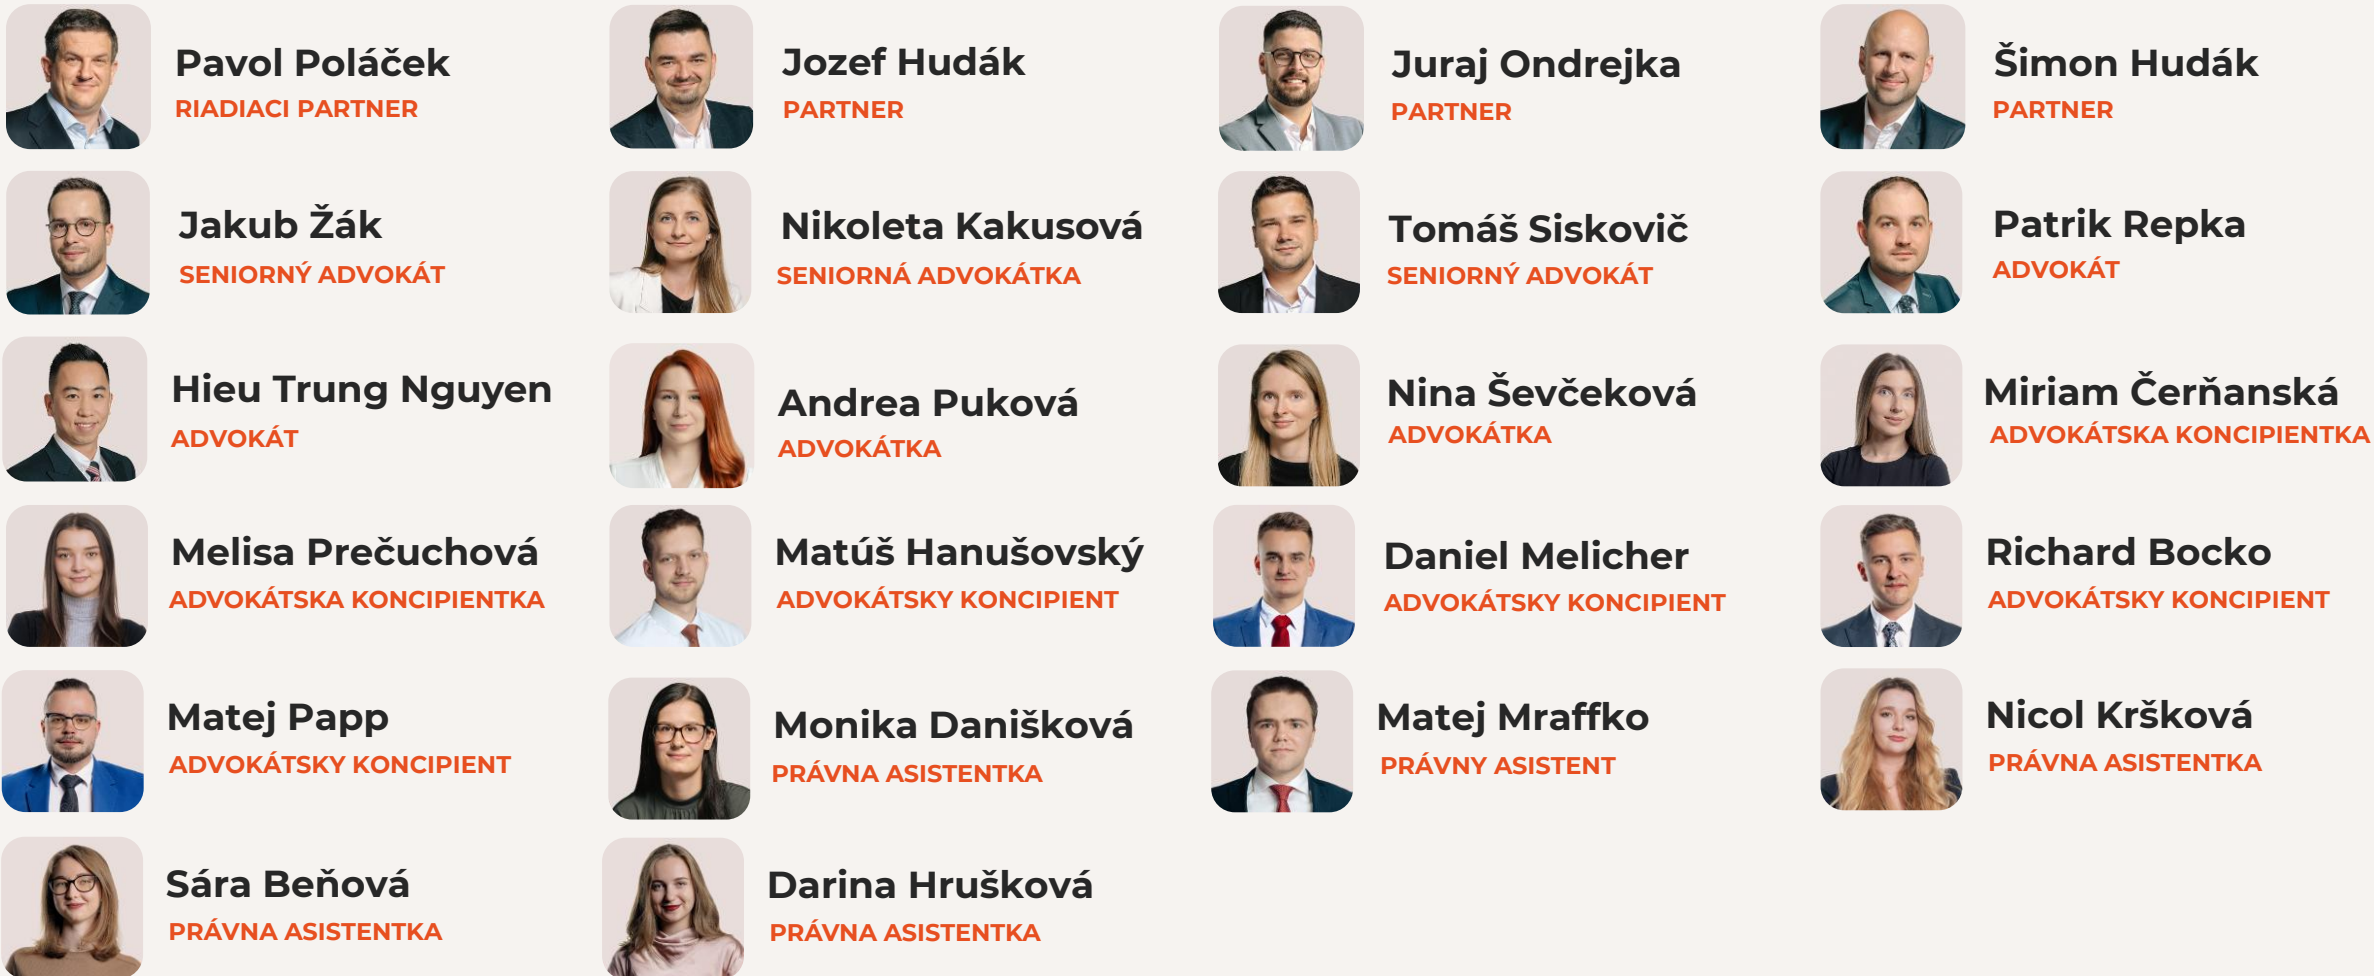 Pavol Poláček
RIADIACI PARTNER
Jozef Hudák
PARTNER
Juraj Ondrejka
PARTNER
Šimon Hudák
PARTNER
Jakub Žák
SENIORNÝ ADVOKÁT
Nikoleta Kakusová
SENIORNÁ ADVOKÁTKA
Tomáš Siskovič
SENIORNÝ ADVOKÁT
Patrik Repka
ADVOKÁT
Hieu Trung Nguyen
ADVOKÁT
Andrea Puková
ADVOKÁTKA
Nina Ševčeková
ADVOKÁTKA
Miriam Čerňanská
ADVOKÁTSKA KONCIPIENTKA
Melisa Prečuchová
ADVOKÁTSKA KONCIPIENTKA
Matúš Hanušovský
ADVOKÁTSKY KONCIPIENT
Daniel Melicher
ADVOKÁTSKY KONCIPIENT
Richard Bocko
ADVOKÁTSKY KONCIPIENT
Matej Papp
ADVOKÁTSKY KONCIPIENT
Monika Danišková
PRÁVNA ASISTENTKA
Matej Mraffko
PRÁVNY ASISTENT
Nicol Kršková
PRÁVNA ASISTENTKA
Sára Beňová
PRÁVNA ASISTENTKA
Darina Hrušková
PRÁVNA ASISTENTKA